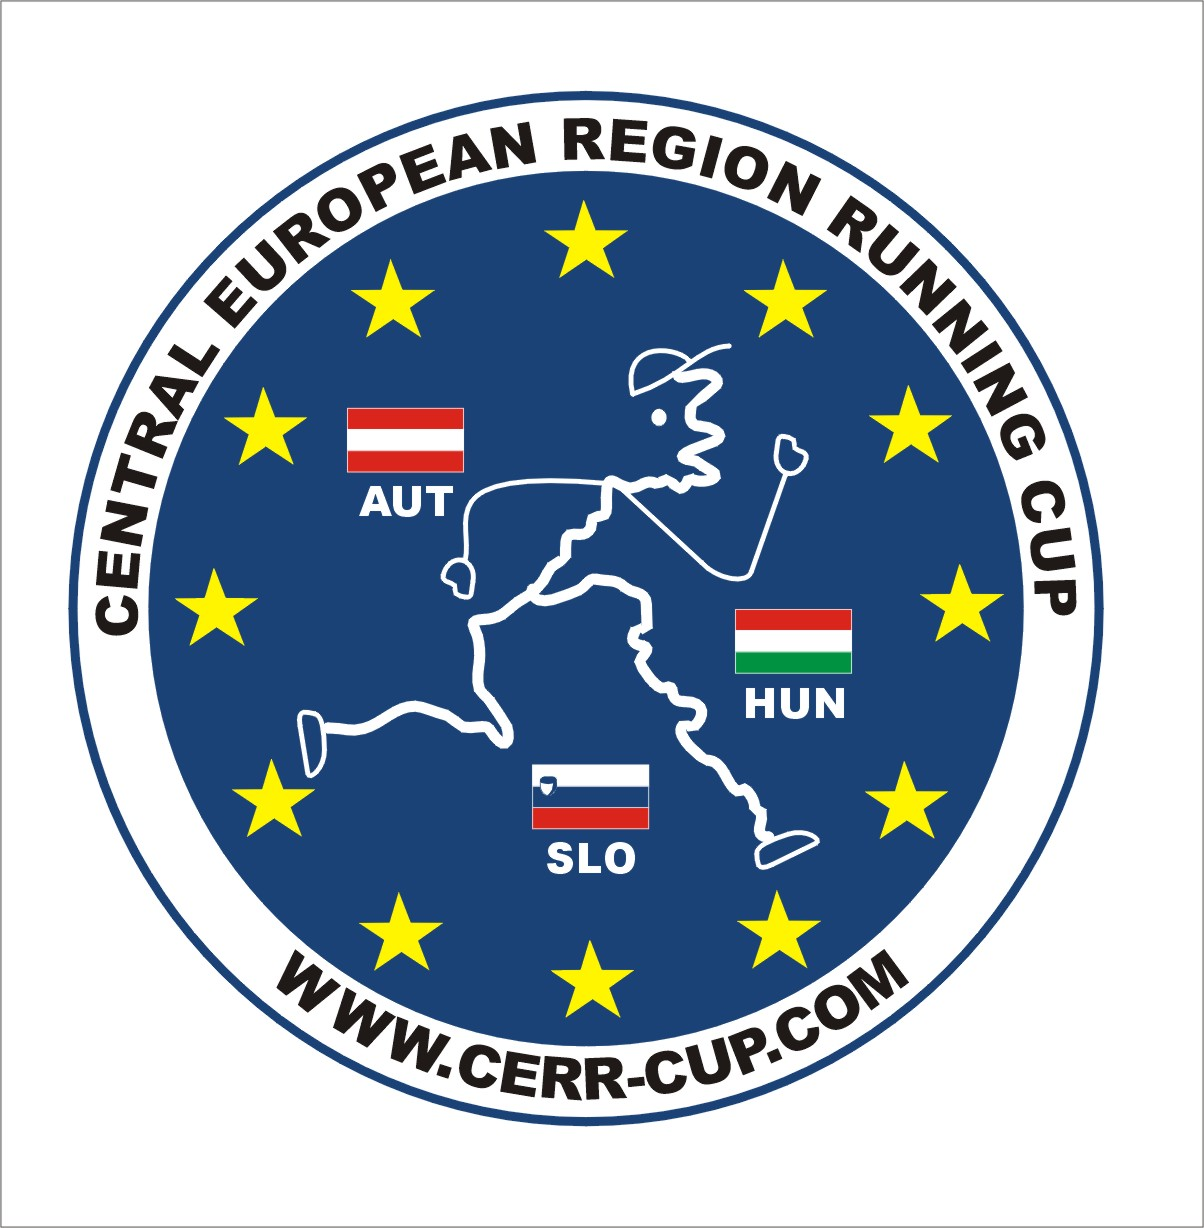 CENTRAL EUROPEAN REGION RUNNING CUP
AUT
HUN
SLO
WWW.CERR-CUP.COM